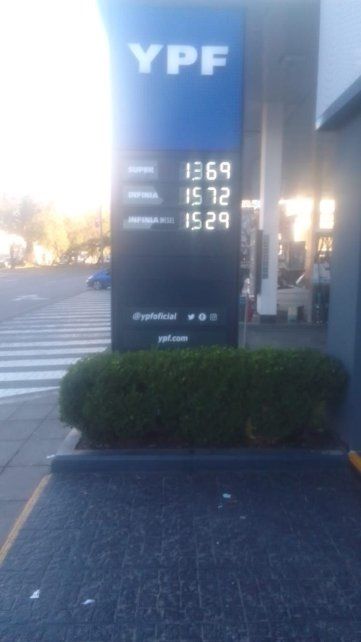 YPF
SUPER 1369
INFINIA 1572
INFINIA DIESEL 1529
@ypfoficial
ypf.com